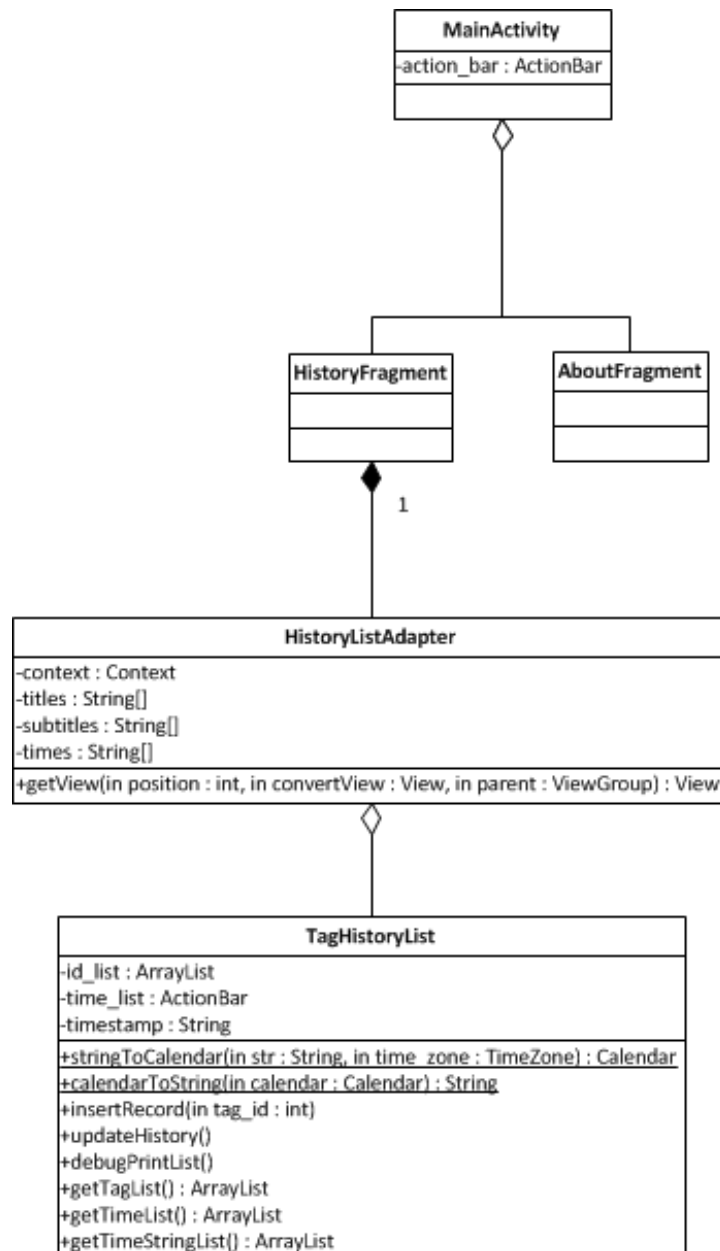 MainActivity
-action_bar : ActionBar
HistoryFragment
AboutFragment
1
HistoryListAdapter
-context : Context
-titles : String[]
-subtitles : String[]
-times : String[]
+getView(in position : int, in convertView : View, in parent : ViewGroup) : View
TagHistoryList
-id_list : ArrayList
-time_list : ActionBar
-timestamp : String
+stringToCalendar(in str : String, in time_zone : TimeZone) : Calendar
+calendarToString(in calendar : Calendar) : String
+insertRecord(in tag_id : int)
+updateHistory()
+debugPrintList()
+getTagList() : ArrayList
+getTimeList() : ArrayList
+getTimeStringList() : ArrayList